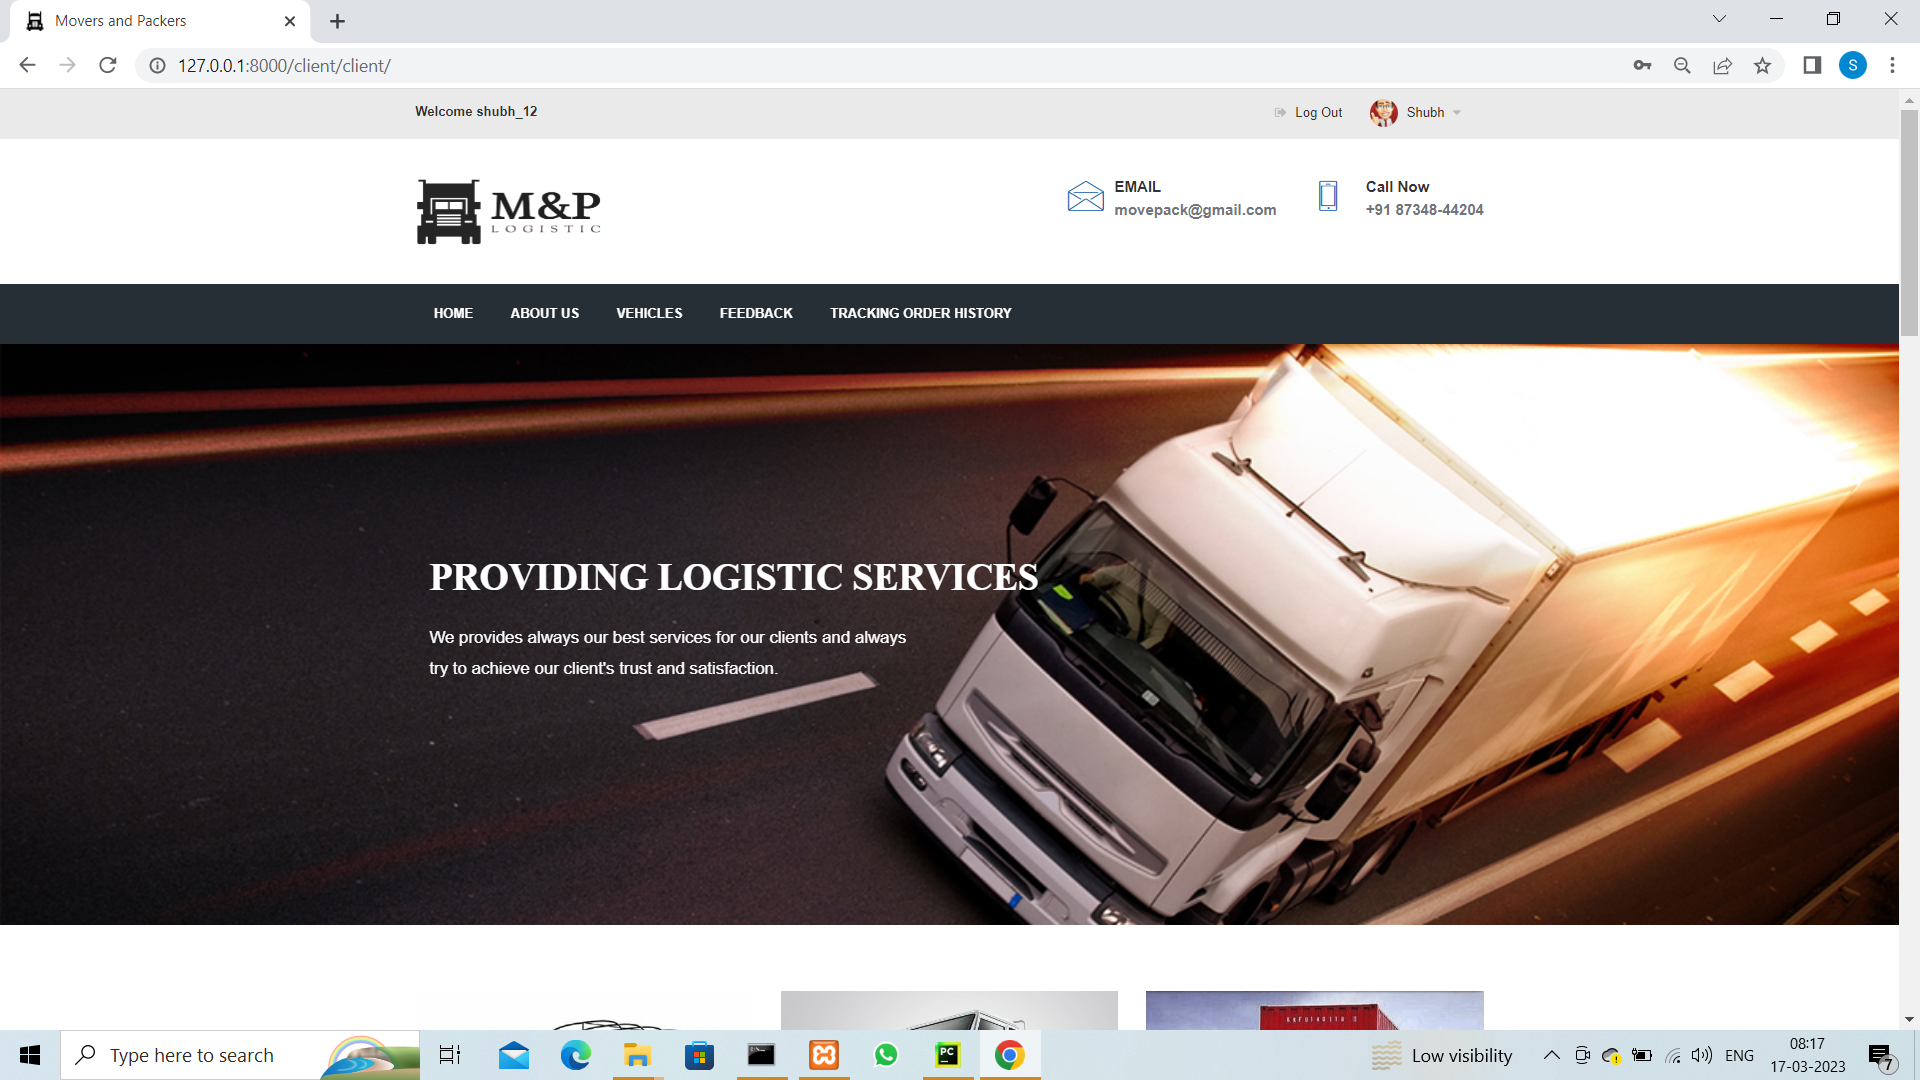 Movers and Packers
127.0.0.1:8000/client/client/
S
Welcome shubh_12
Log Out
Shubh
M&P
LOGISTIC
EMAIL
movepack@gmail.com
Call Now
+91 87348-44204
HOME
ABOUT US
VEHICLES
FEEDBACK
TRACKING ORDER HISTORY
PROVIDING LOGISTIC SERVICES
We provides always our best services for our clients and always
try to achieve our client's trust and satisfaction.
Type here to search
PC
Low visibility
ENG
08:17
17-03-2023
7